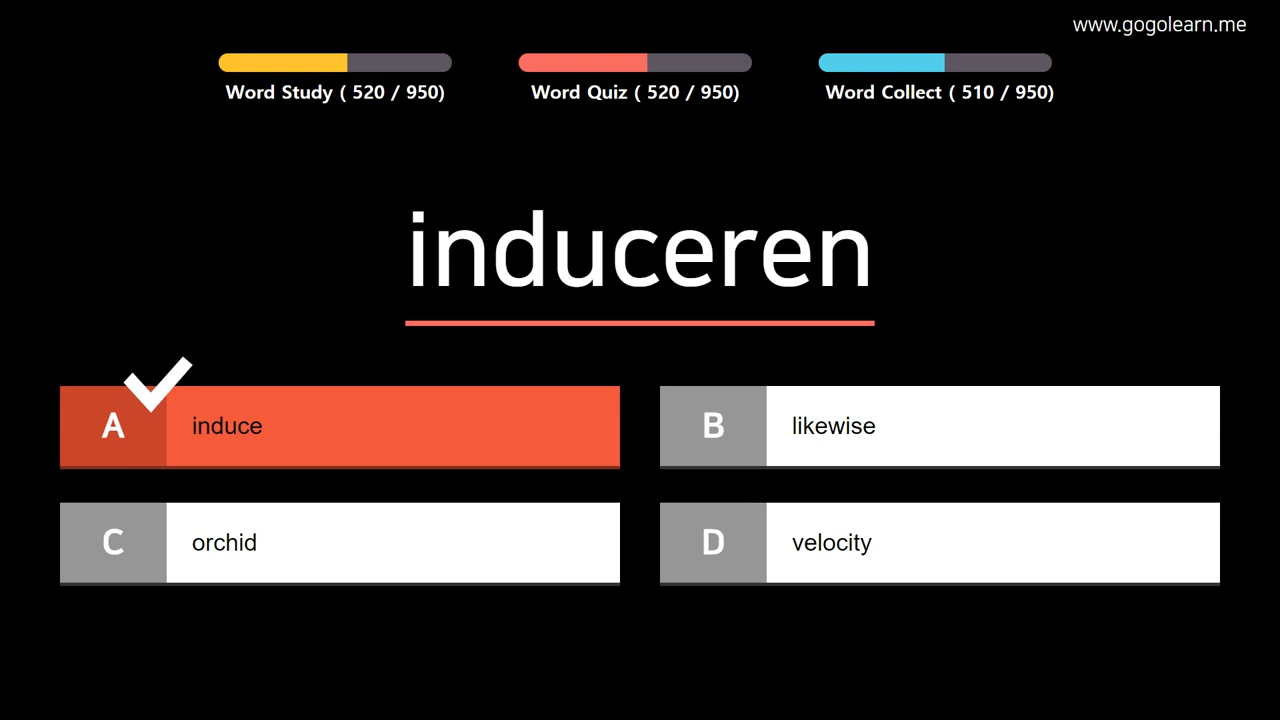 www.gogolearn.me
Word Study ( 520 / 950)
Word Quiz ( 520 / 950)
Word Collect ( 510 / 950)
induceren
A induce
B likewise
C orchid
D velocity